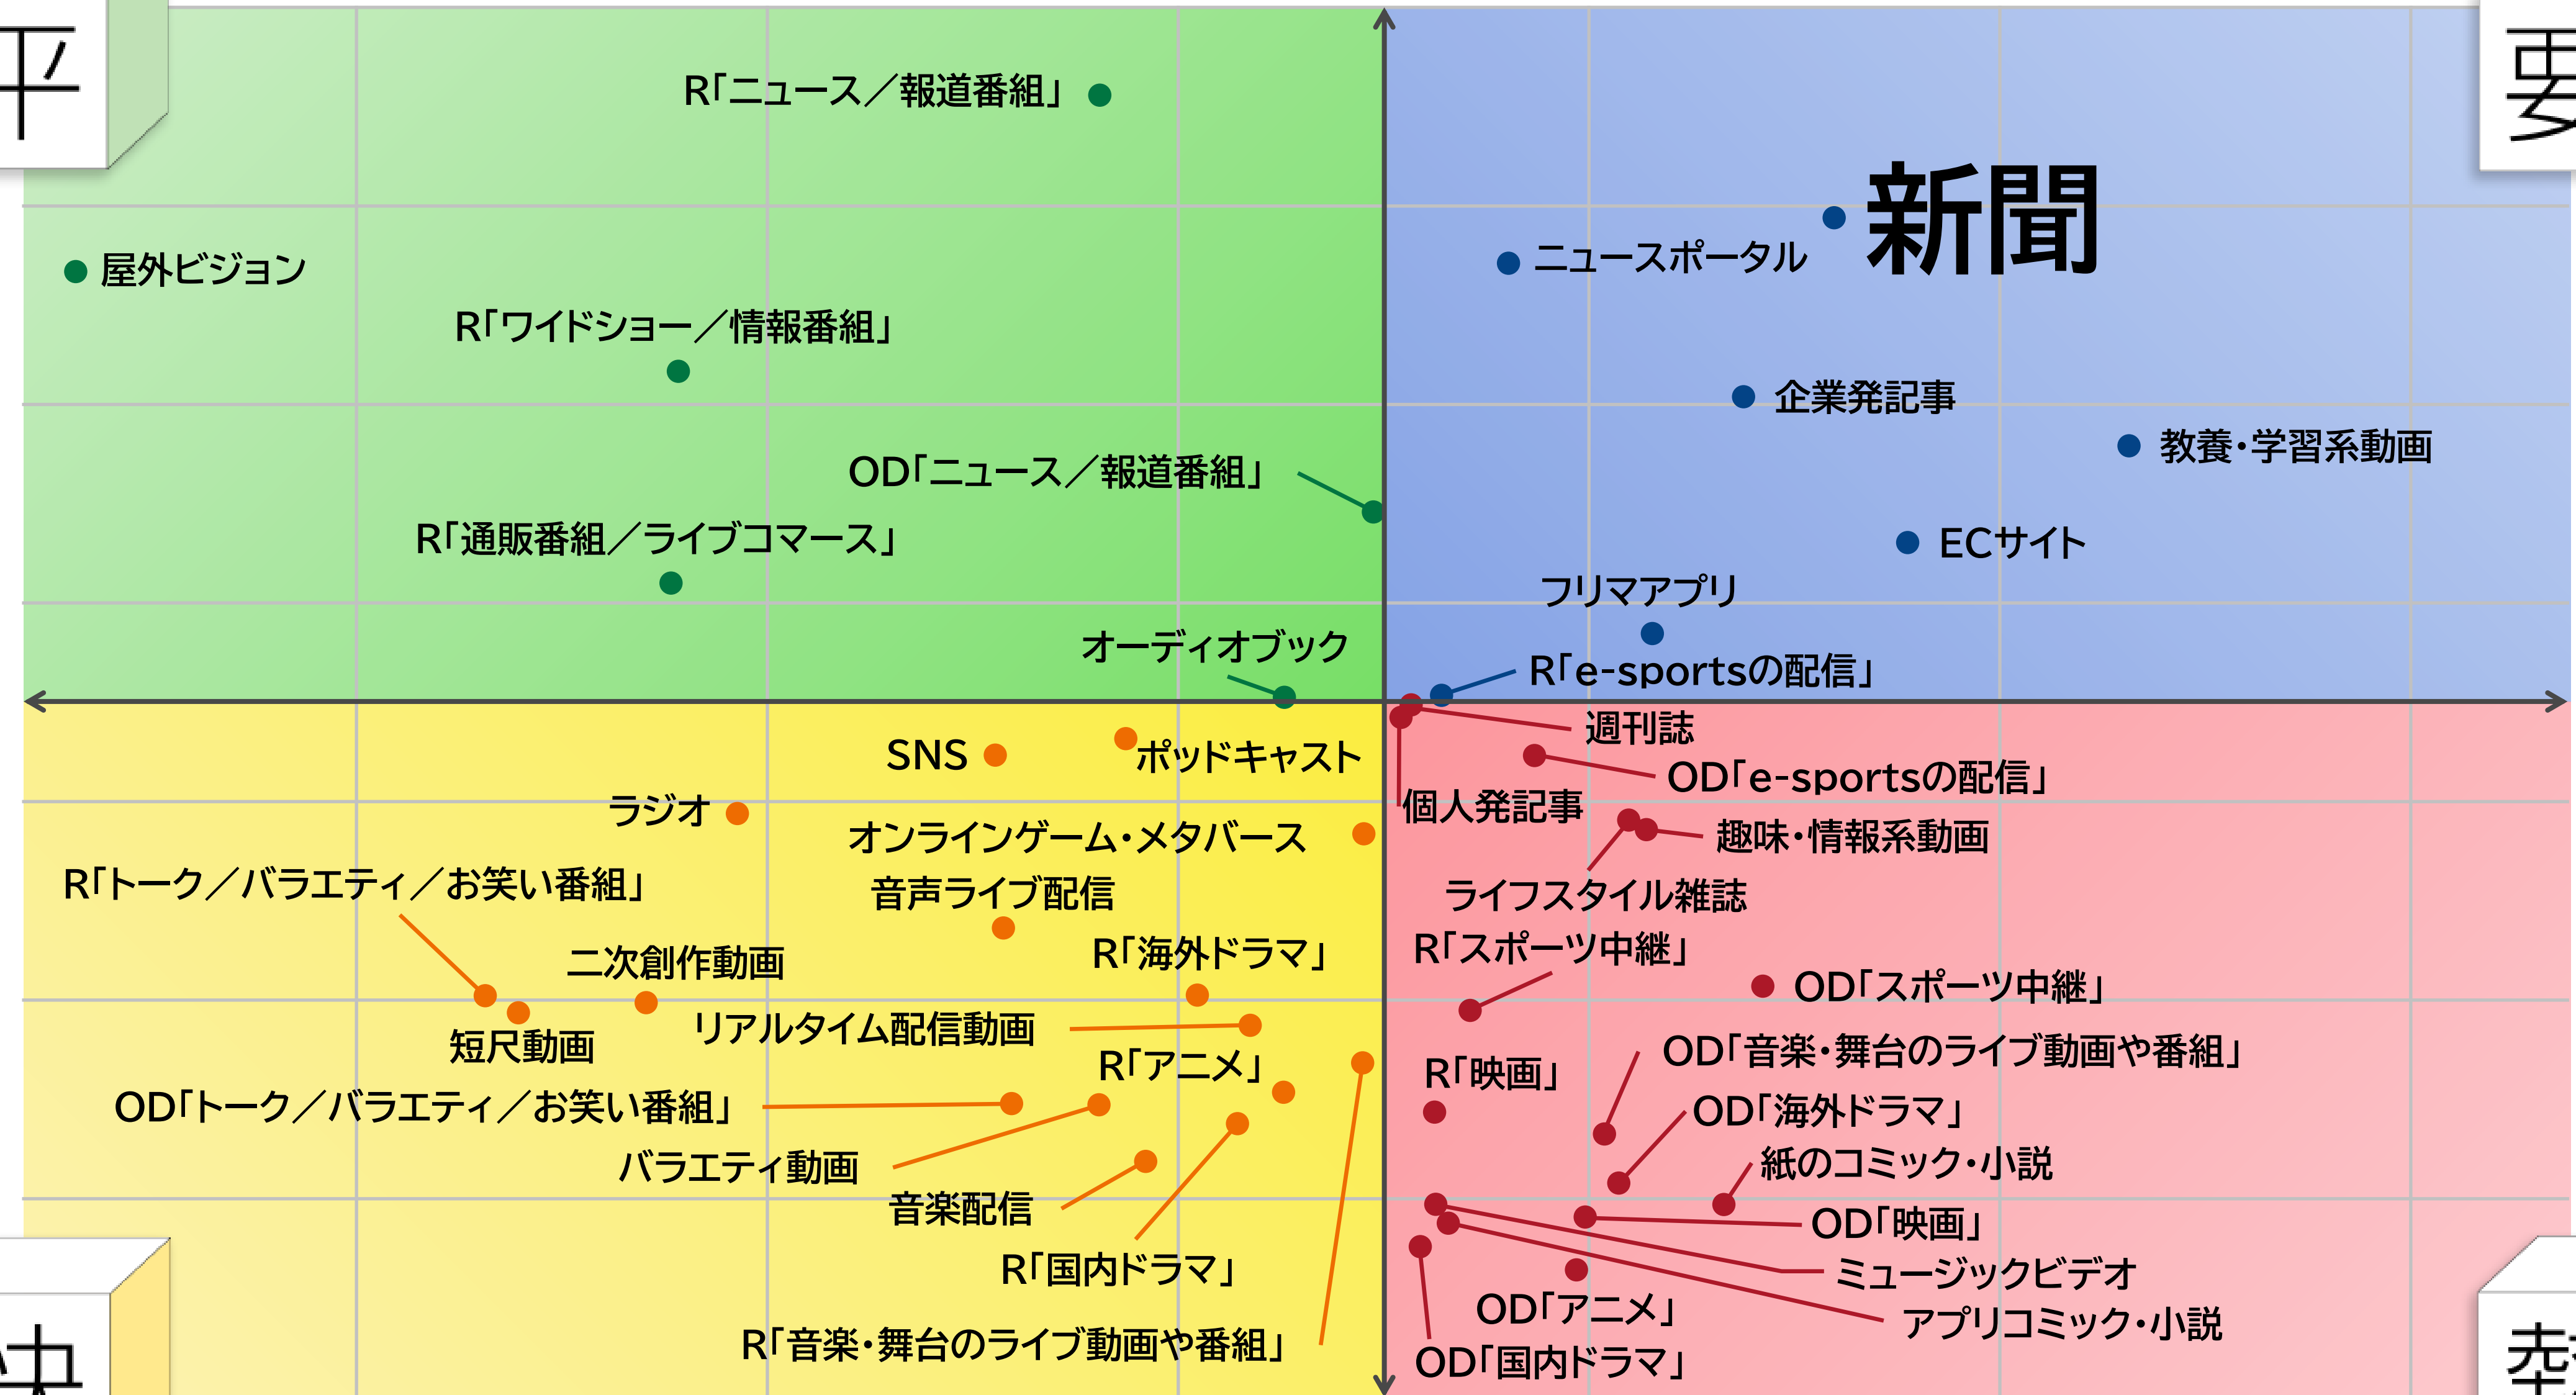 平
要
R「ニュース／報道番組」
新聞
ニュースポータル
屋外ビジョン
R「ワイドショー／情報番組」
企業発記事
教養・学習系動画
OD「ニュース／報道番組」
R「通販番組／ライブコマース」
ECサイト
フリマアプリ
オーディオブック
R「e-sportsの配信」
週刊誌
SNS
ポッドキャスト
OD「e-sportsの配信」
ラジオ
個人発記事
オンラインゲーム・メタバース
趣味・情報系動画
R「トーク／バラエティ／お笑い番組」
音声ライブ配信
ライフスタイル雑誌
二次創作動画
R「海外ドラマ」
R「スポーツ中継」
OD「スポーツ中継」
リアルタイム配信動画
短尺動画
R「アニメ」
R「映画」
OD「音楽・舞台のライブ動画や番組」
OD「トーク／バラエティ／お笑い番組」
OD「海外ドラマ」
バラエティ動画
紙のコミック・小説
音楽配信
OD「映画」
R「国内ドラマ」
ミュージックビデオ
OD「アニメ」
アプリコミック・小説
R「音楽・舞台のライブ動画や番組」
OD「国内ドラマ」